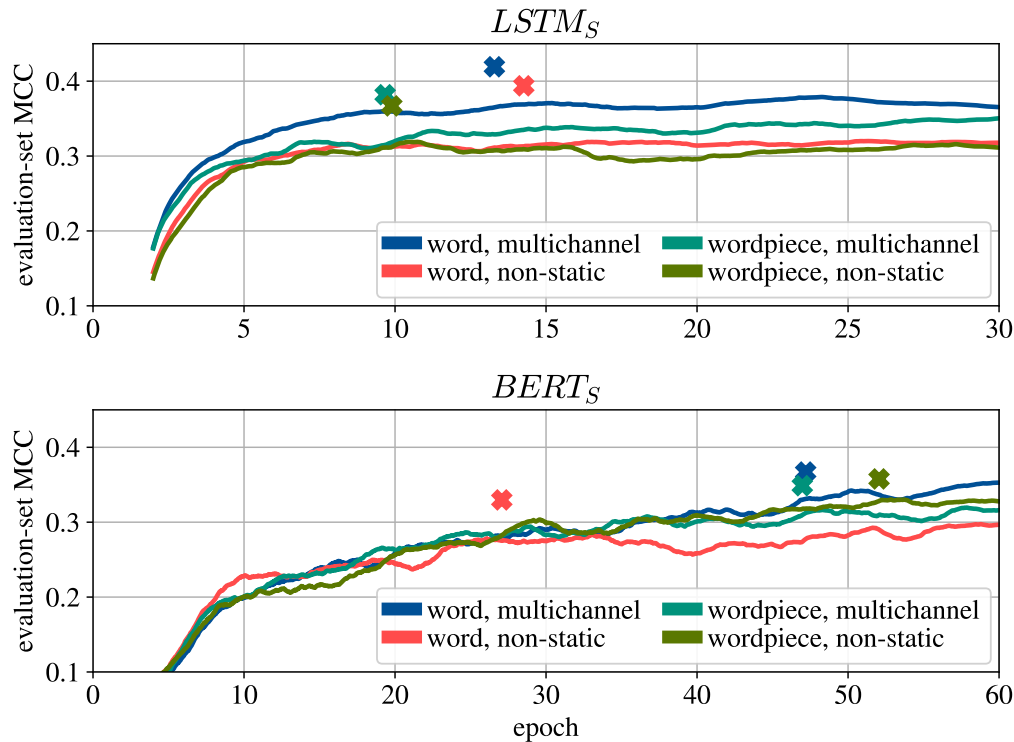 LSTM_S
evaluation-set MCC
0.4
0.3
0.2
0.1
word, multichannel wordpiece, multichannel
word, non-static wordpiece, non-static
0 5 10 15 20 25 30
BERT_S
evaluation-set MCC
0.4
0.3
0.2
0.1
word, multichannel wordpiece, multichannel
word, non-static wordpiece, non-static
0 10 20 30 40 50 60
epoch